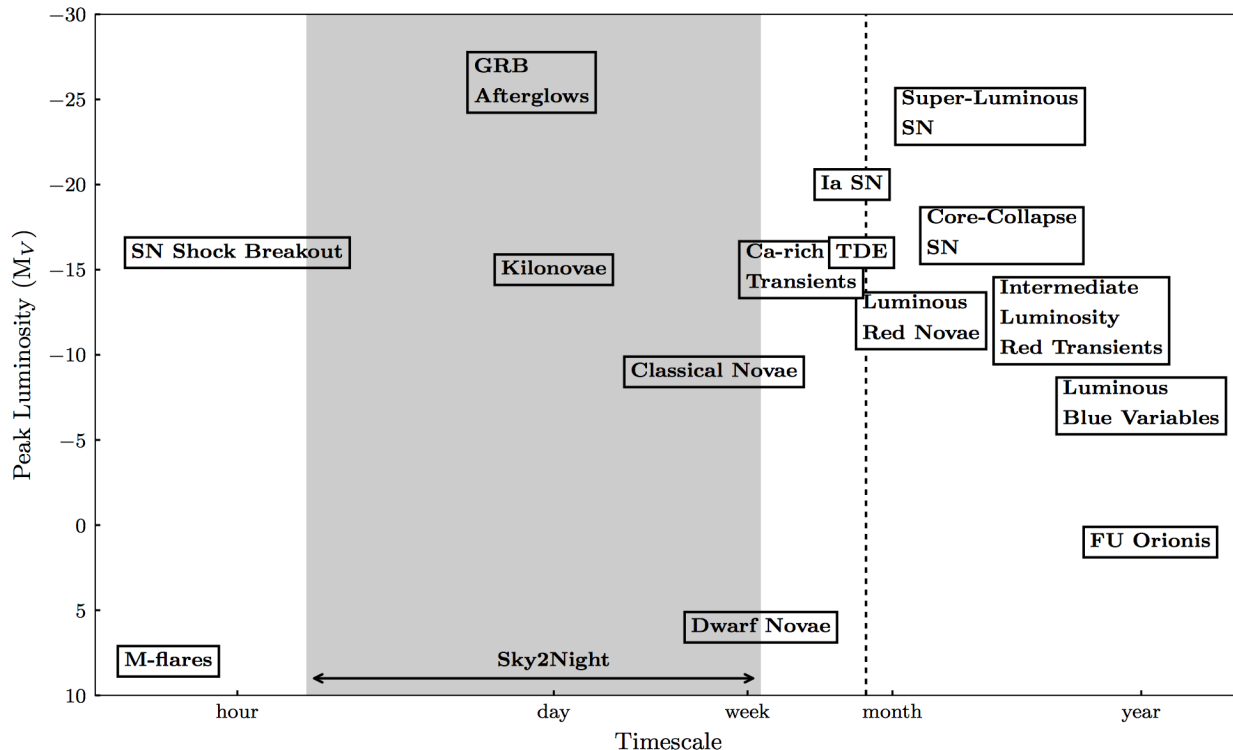 −30
−25
−20
−15
−10
−5
0
5
10
Peak Luminosity (MV)
GRB
Afterglows
Super-Luminous
SN
Ia SN
Core-Collapse
SN
SN Shock Breakout
Kilonovae
Ca-rich
Transients
TDE
Luminous
Red Novae
Intermediate
Luminosity
Red Transients
Classical Novae
Luminous
Blue Variables
FU Orionis
Dwarf Novae
M-flares
Sky2Night
hour
day
week
month
year
Timescale